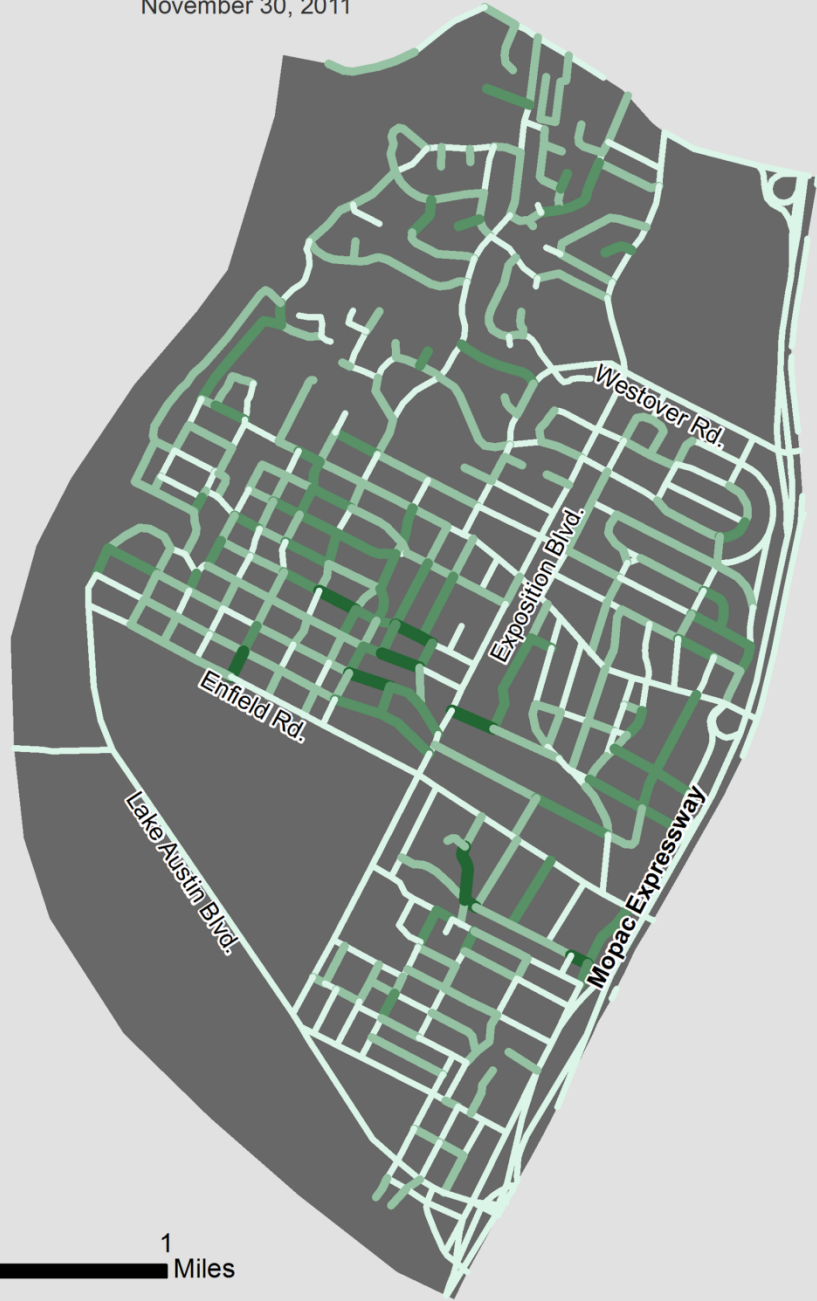 November 30, 2011
Westover Rd.
Exposition Blvd.
Enfield Rd.
Lake Austin Blvd.
Mopac Expressway
1
Miles